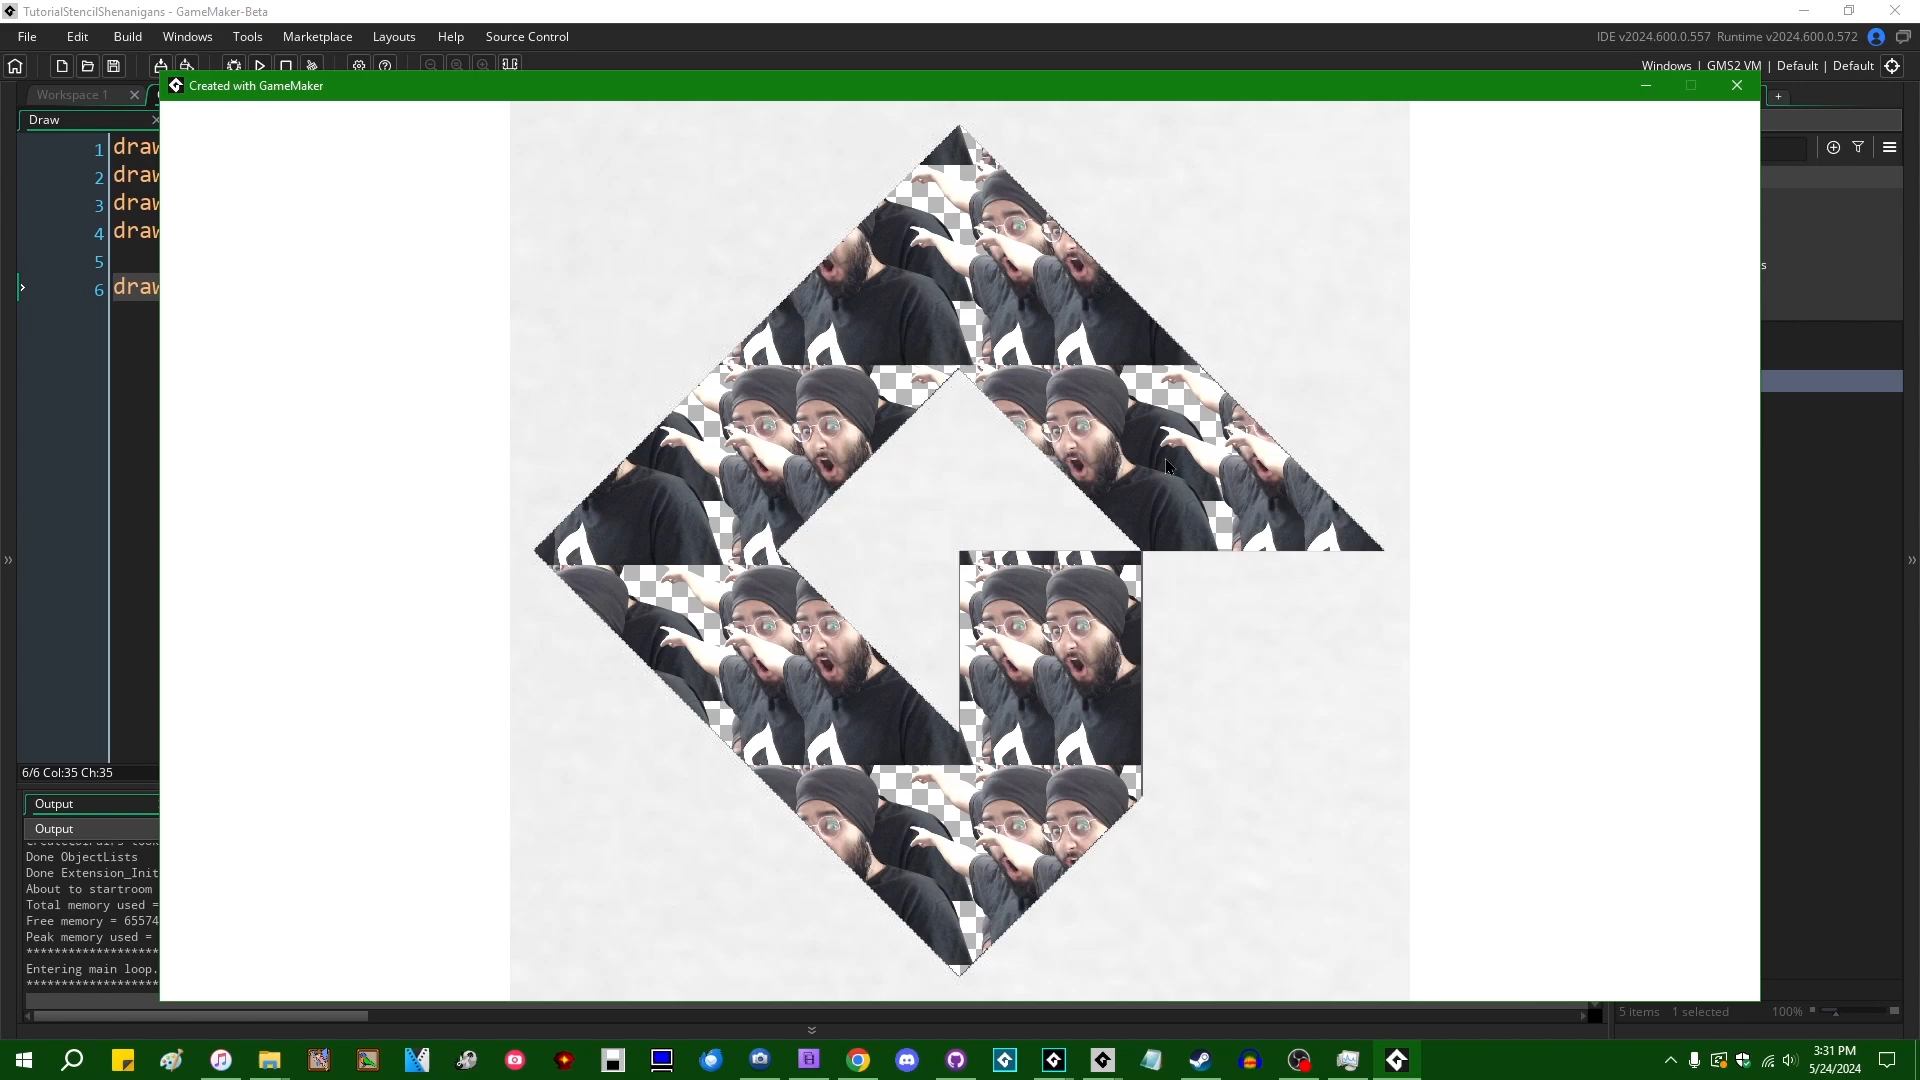 TutorialStencilShenanigans - GameMaker-Beta
File Edit Build Windows Tools Marketplace Layouts Help Source Control
IDE v2024.600.0.557 Runtime v2024.600.0.572
Windows | GMS2 VM | Default | Default
Created with GameMaker
Workspace 1
Draw
1 draw
2 draw
3 draw
4 draw
5
6 draw
s
6/6 Col:35 Ch:35
Output
Output
Done ObjectLists
Done Extension_Init
About to startroom
Total memory used =
Free memory = 65574
Peak memory used =
*******************
Entering main loop.
*******************
5 items 1 selected 100%
3:31 PM
5/24/2024